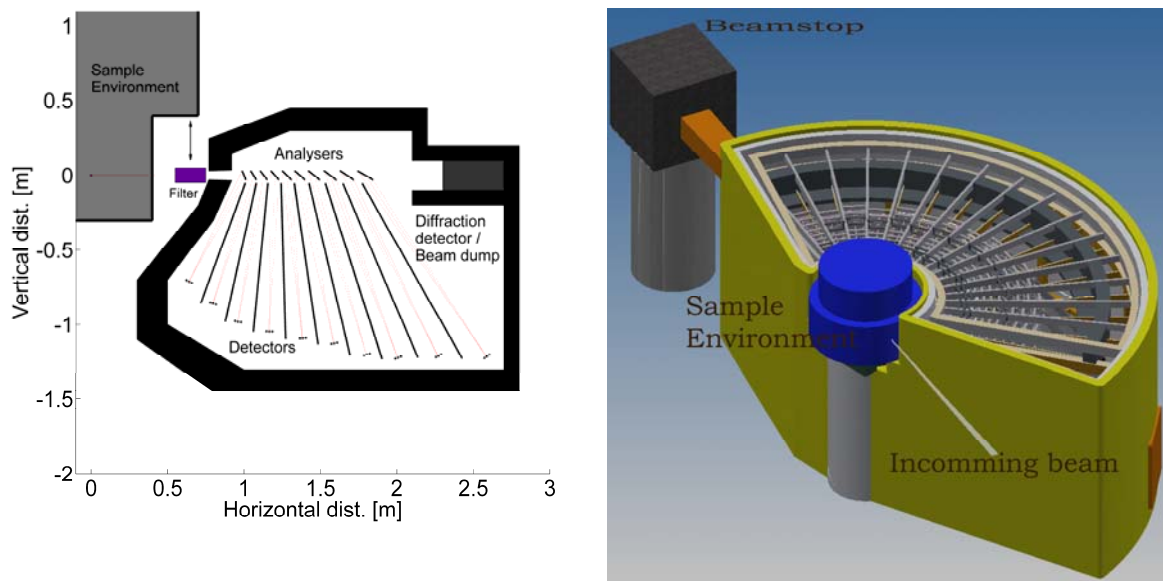 1
0.5
0
-0.5
-1
-1.5
-2
Vertical dist. [m]
Sample
Environment
Filter
Analysers
Diffraction
detector /
Beam dump
Detectors
0
0.5
1
1.5
2
2.5
3
Horizontal dist. [m]
Beamstop
Sample
Environment
Incomming beam